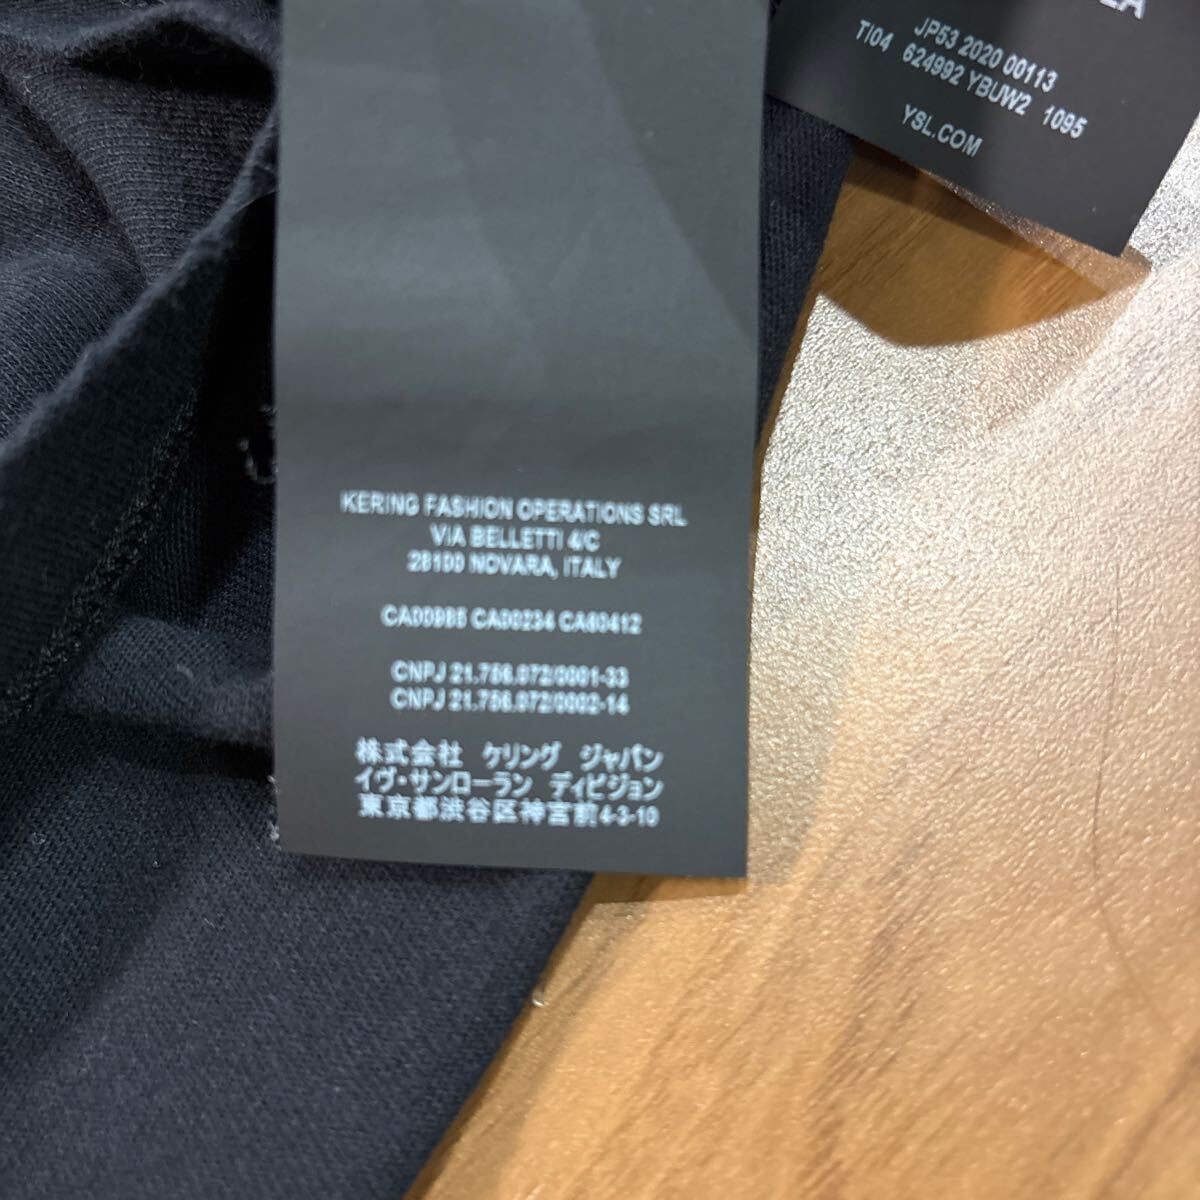 JP53 2020 00113
TI04 624992 YBUW2 1095
YSL.COM
KERING FASHION OPERATIONS SRL
VIA BELLETTI 4/C
28100 NOVARA, ITALY
CA00985 CA00234 CA60412
CNPJ 21.756.072/0001-33
CNPJ 21.756.072/0002-14
株式会社 ケリング ジャパン
イヴ・サンローラン ディビジョン
東京都渋谷区神宮前4-3-10